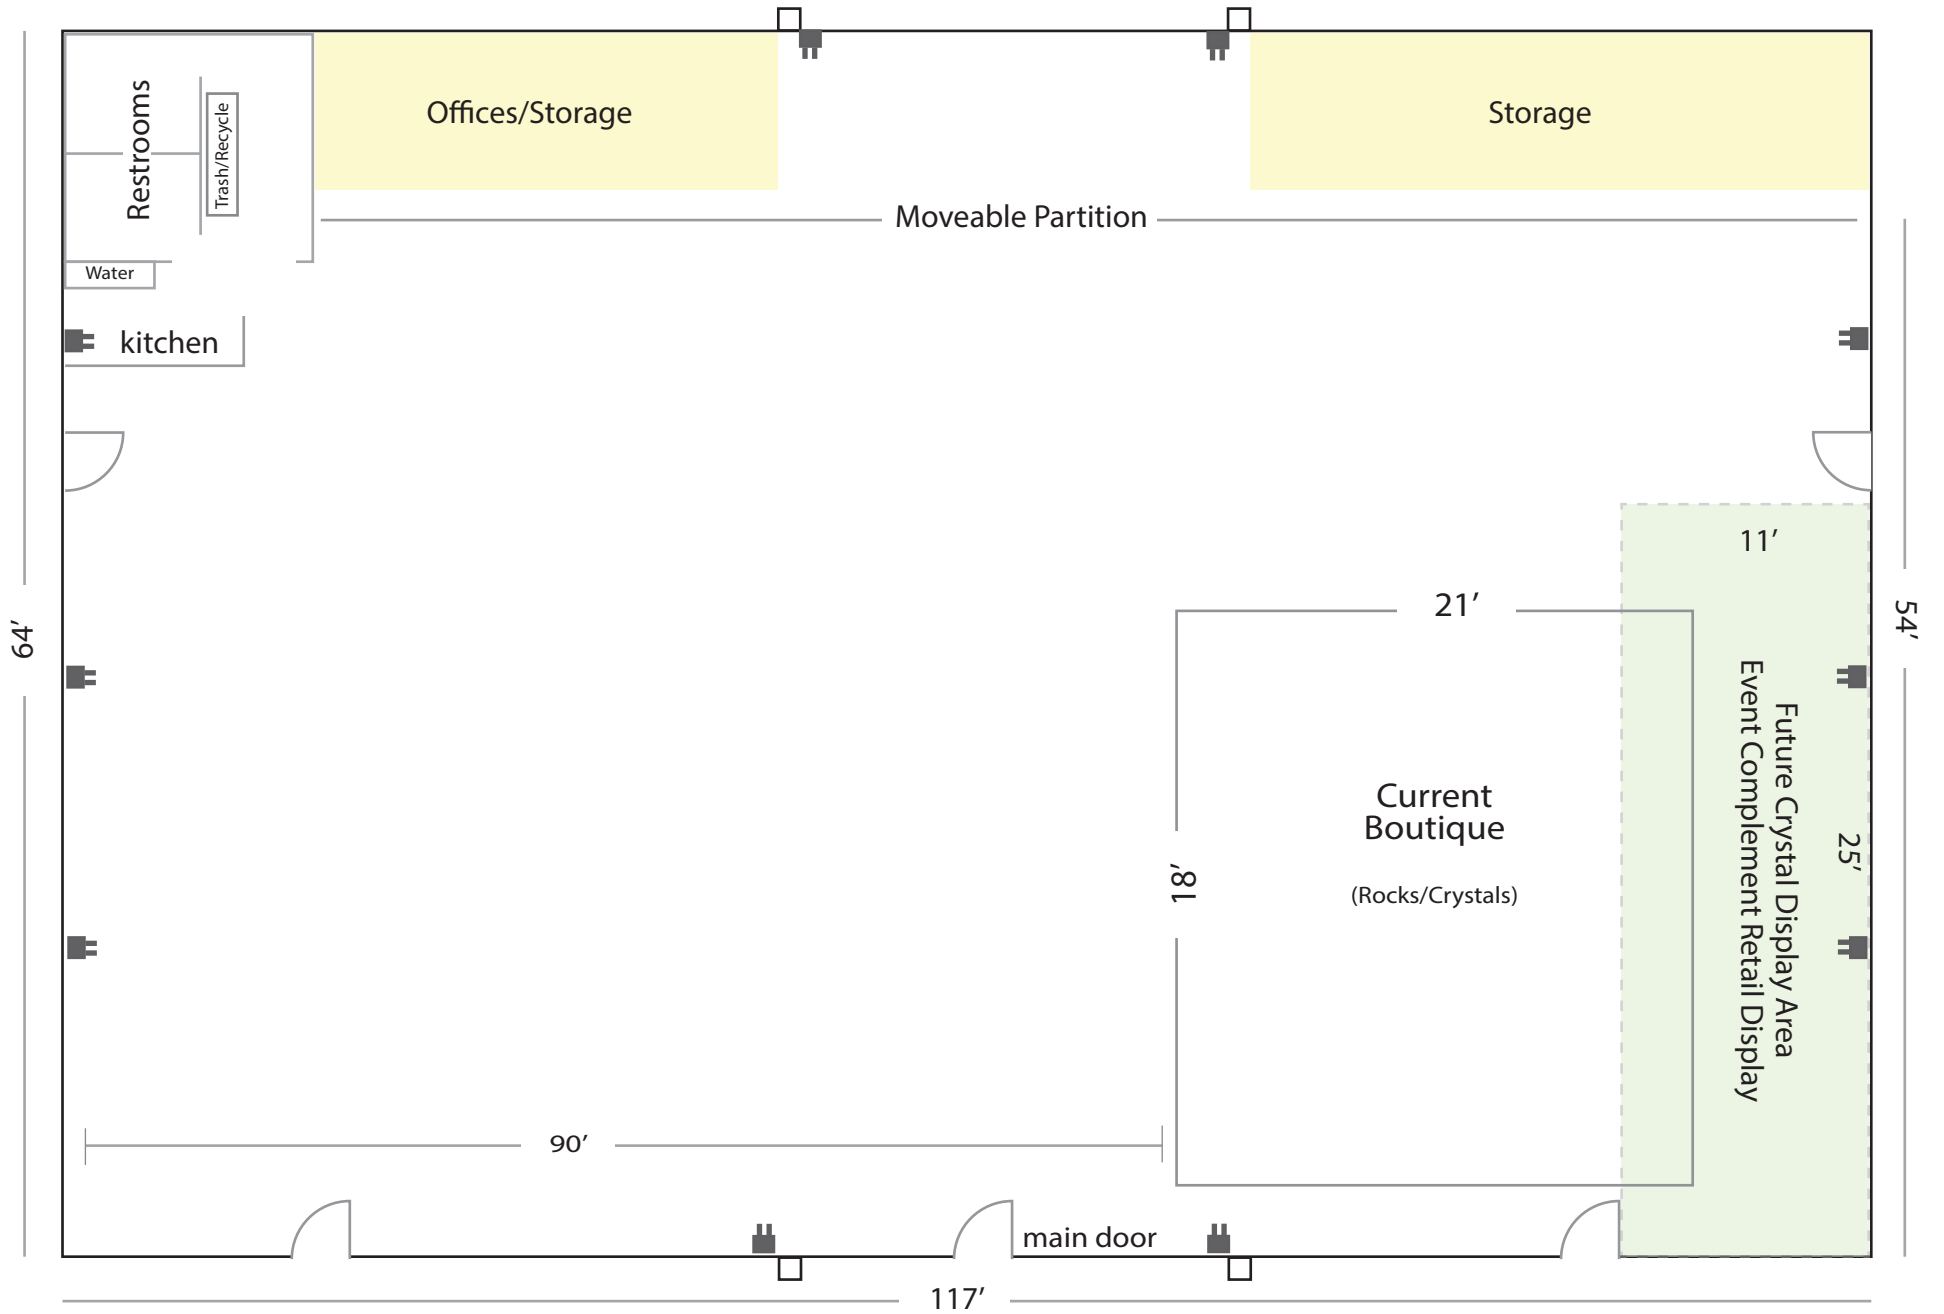 Restrooms
Trash/Recycle
Offices/Storage
Storage
Moveable Partition
Water
kitchen
11′
21′
64′
54′
Future Crystal Display Area
Event Complement Retail Display
25′
Current
Boutique
(Rocks/Crystals)
18′
90′
main door
117′